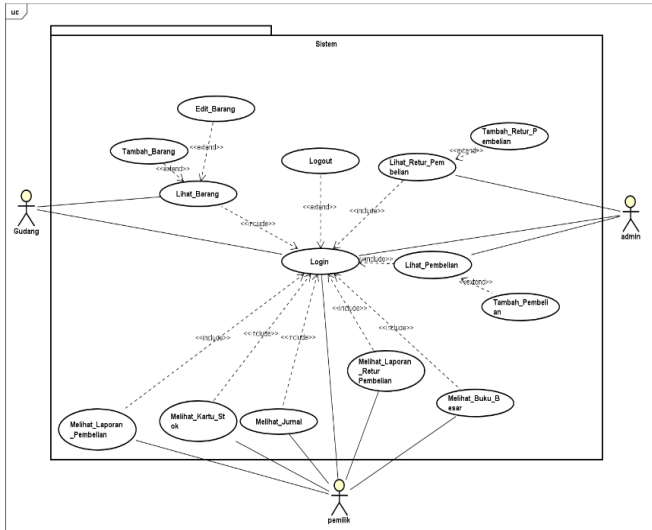 uc
Sistem
Edit_Barang
Tambah_Barang
<<extend>>
<<extend>>
Lihat_Barang
Logout
<<extend>>
Lihat_Retur_Pem
belian
Tambah_Retur_P
embelian
<<extend>>
Gudang
admin
<<include>>
<<include>>
Login
<<include>>
Lihat_Pembelian
<<extend>>
Tambah_Pembeli
an
<<include>>
<<include>>
<<include>>
<<include>>
<<include>>
Melihat_Laporan
_Pembelian
Melihat_Kartu_St
ok
Melihat_Jurnal
Melihat_Laporan
_Retur
Pembelian
Melihat_Buku_B
esar
pemilik